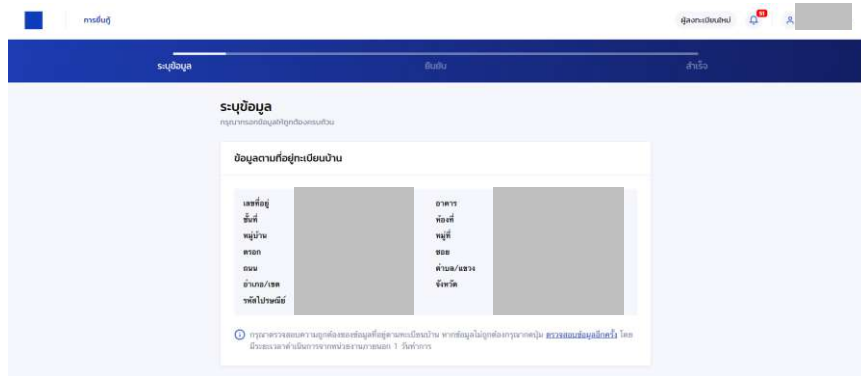 การยื่นกู้
ผู้ลงทะเบียนใหม่
ระบุข้อมูล
ยืนยัน
สำเร็จ
ระบุข้อมูล
กรุณากรอกข้อมูลให้ถูกต้องครบถ้วน
ข้อมูลตามที่อยู่ทะเบียนบ้าน
เลขที่อยู่ อาคาร
ชั้นที่ ห้องที่
หมู่บ้าน หมู่ที่
ตรอก ซอย
ถนน ตำบล/แขวง
อำเภอ/เขต จังหวัด
รหัสไปรษณีย์
กรุณาตรวจสอบความถูกต้องของข้อมูลที่อยู่ตามทะเบียนบ้าน หากข้อมูลไม่ถูกต้องกรุณากดปุ่ม ตรวจสอบข้อมูลอีกครั้ง โดย
มีระยะเวลาดำเนินการจากหน่วยงานภายนอก 1 วันทำการ